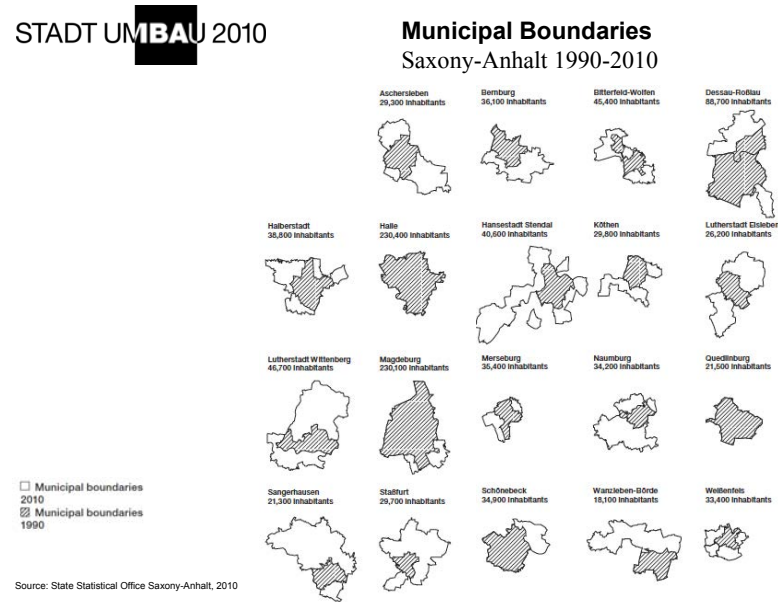 STADT UMBAU 2010
Municipal Boundaries
Saxony-Anhalt 1990-2010
Aschersleben
29,300 Inhabitants
Bernburg
36,100 Inhabitants
Bitterfeld-Wolfen
45,400 Inhabitants
Dessau-Roßlau
88,700 Inhabitants
Halberstadt
38,800 Inhabitants
Halle
230,400 Inhabitants
Hansestadt Stendal
40,600 Inhabitants
Köthen
29,800 Inhabitants
Lutherstadt Eisleben
26,200 Inhabitants
Lutherstadt Wittenberg
46,700 Inhabitants
Magdeburg
230,100 Inhabitants
Merseburg
35,400 Inhabitants
Naumburg
34,200 Inhabitants
Quedlinburg
21,500 Inhabitants
Sangerhausen
21,300 Inhabitants
Staßfurt
29,700 Inhabitants
Schönebeck
34,900 Inhabitants
Wanzleben-Börde
18,100 Inhabitants
Weißenfels
33,400 Inhabitants
Municipal boundaries
2010
Municipal boundaries
1990
Source: State Statistical Office Saxony-Anhalt, 2010